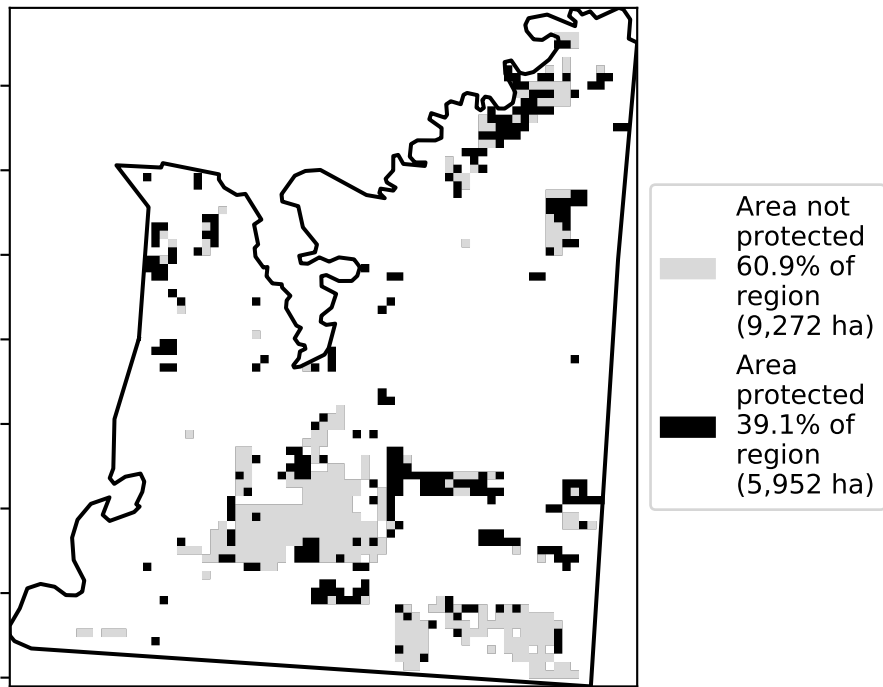 Area not
protected
60.9% of
region
(9,272 ha)
Area
protected
39.1% of
region
(5,952 ha)